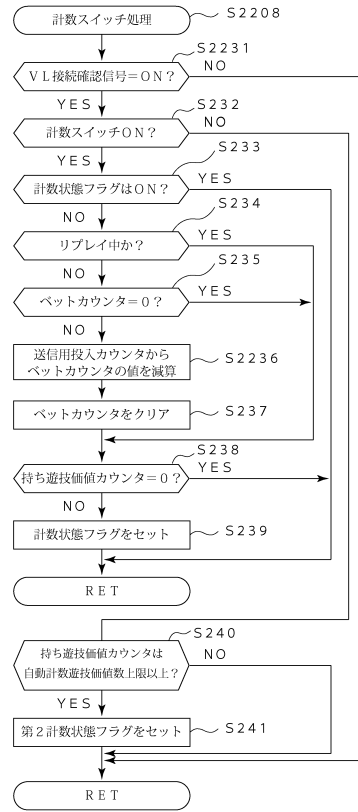 計数スイッチ処理
S2208
VL接続確認信号＝ON？
S2231
NO
YES
計数スイッチON？
S232
NO
YES
計数状態フラグはON？
S233
YES
NO
リプレイ中か？
S234
YES
NO
ベットカウンタ＝0？
S235
YES
NO
送信用投入カウンタから
ベットカウンタの値を減算
S2236
ベットカウンタをクリア
S237
持ち遊技価値カウンタ＝0？
S238
YES
NO
計数状態フラグをセット
S239
RET
持ち遊技価値カウンタは
自動計数遊技価値数上限以上？
S240
NO
YES
第2計数状態フラグをセット
S241
RET